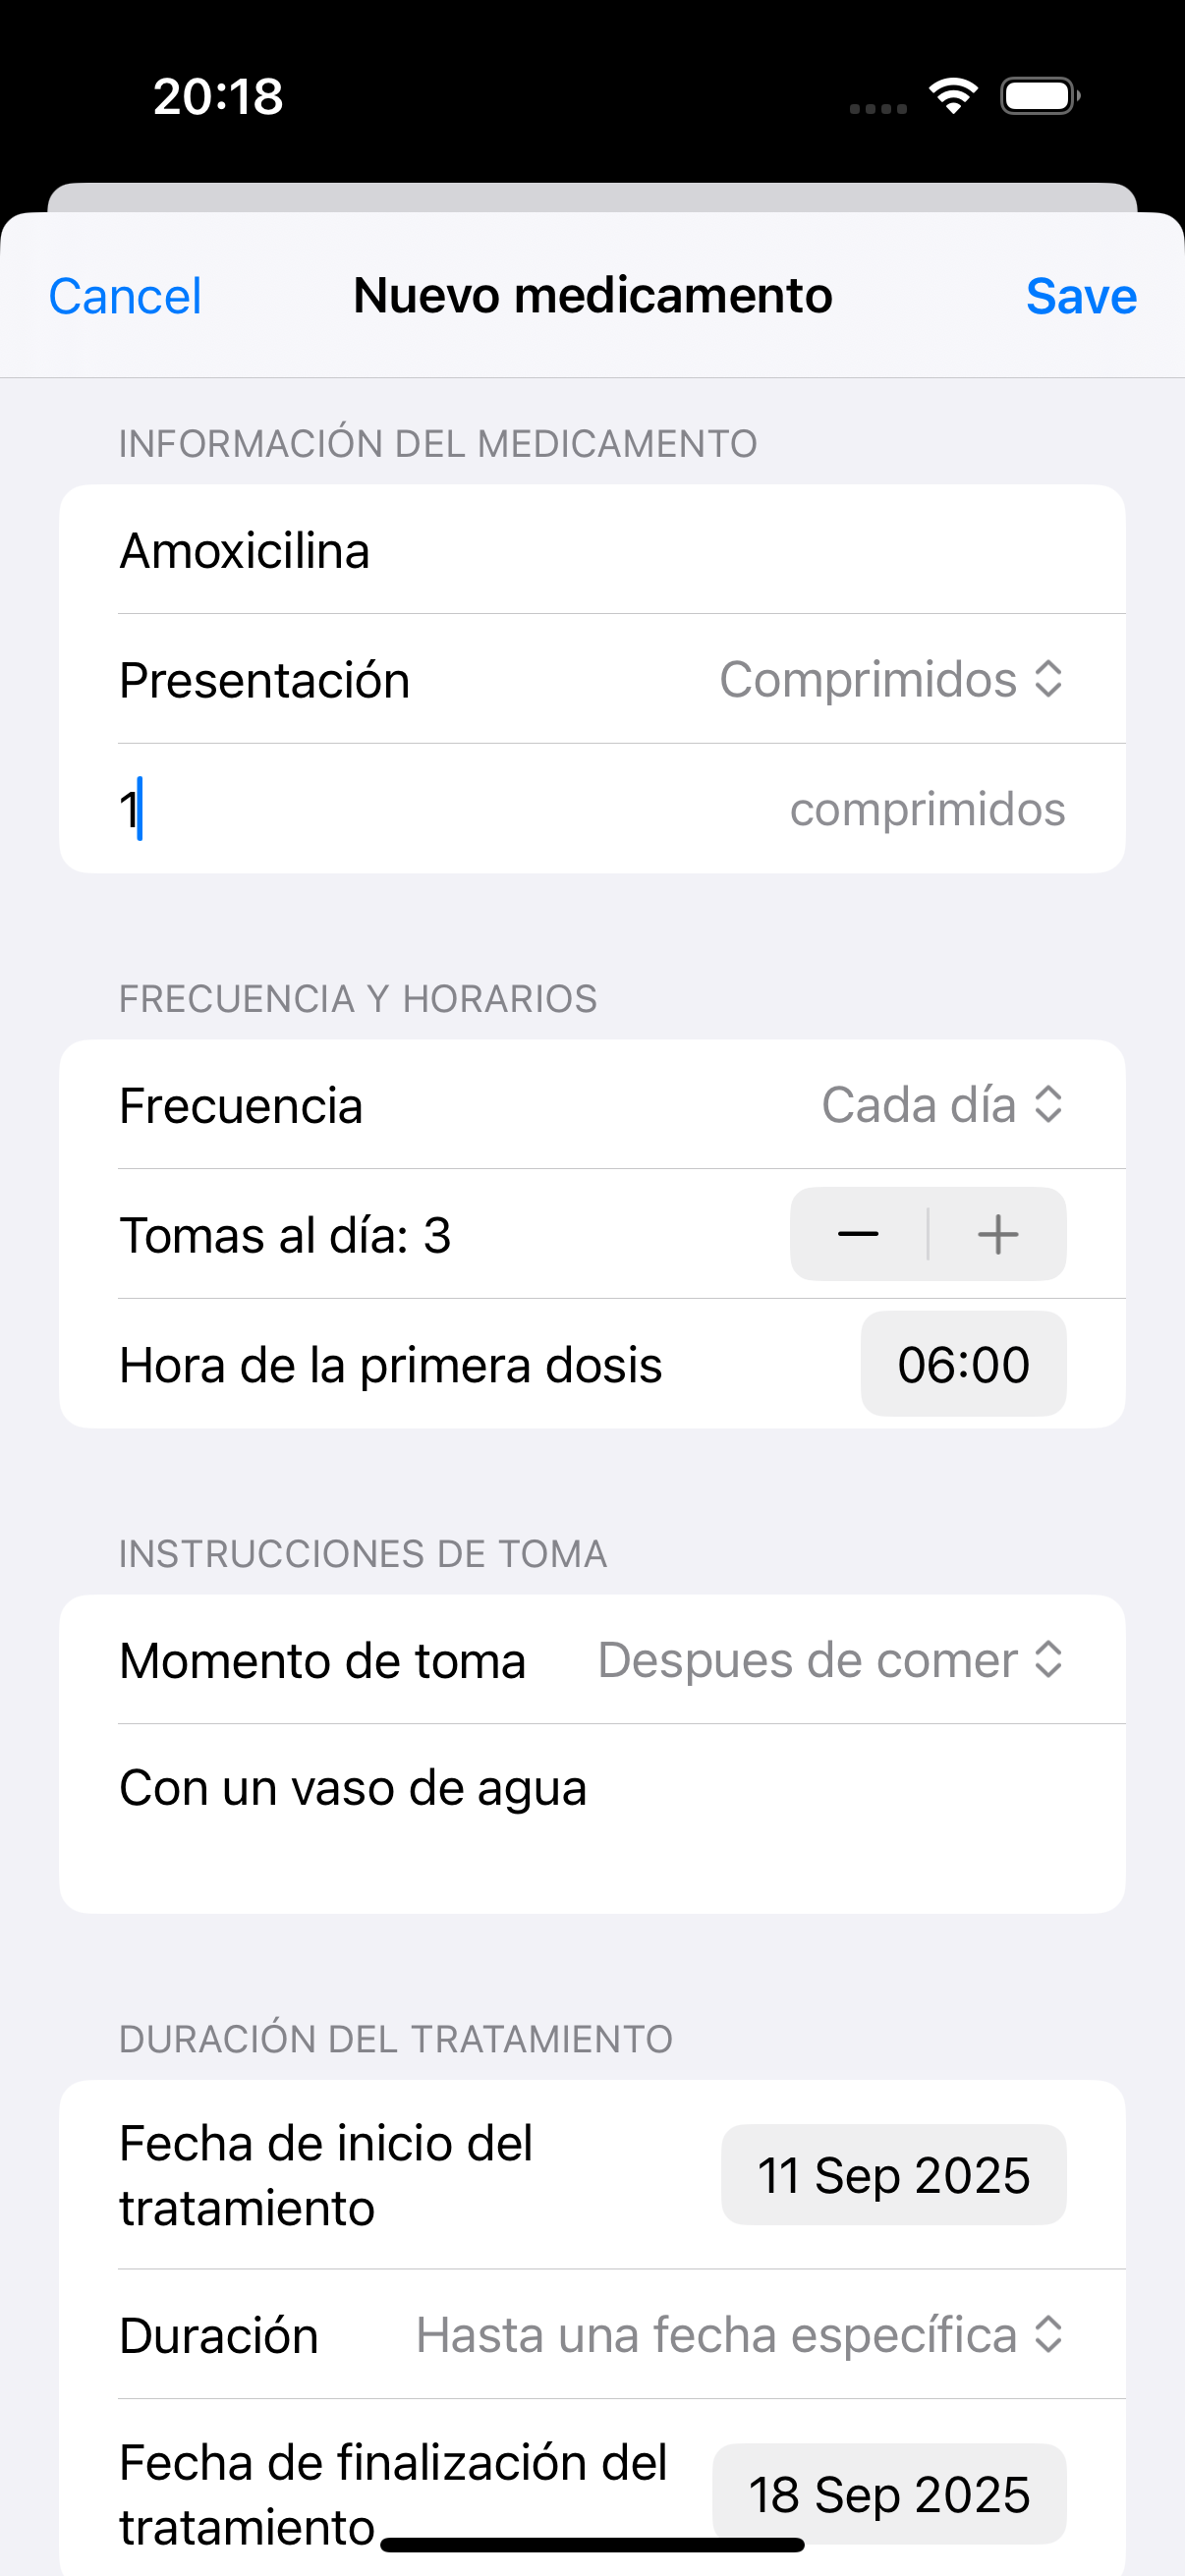 20:18
Cancel
Nuevo medicamento
Save
INFORMACIÓN DEL MEDICAMENTO
Amoxicilina
Presentación
Comprimidos
1
comprimidos
FRECUENCIA Y HORARIOS
Frecuencia
Cada día
Tomas al día: 3
Hora de la primera dosis
06:00
INSTRUCCIONES DE TOMA
Momento de toma
Despues de comer
Con un vaso de agua
DURACIÓN DEL TRATAMIENTO
Fecha de inicio del
tratamiento
11 Sep 2025
Duración
Hasta una fecha específica
Fecha de finalización del
tratamiento
18 Sep 2025